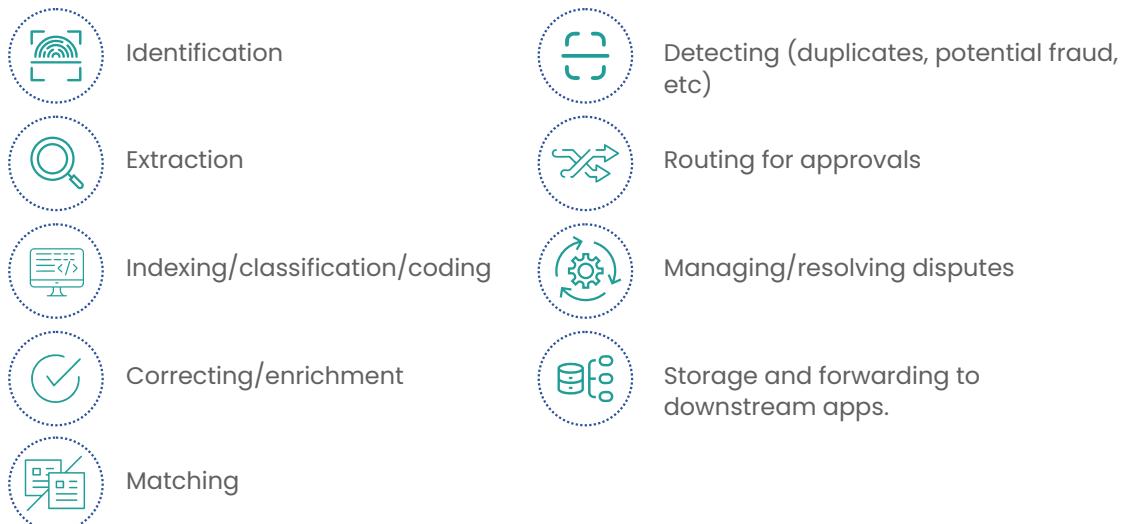 Identification
Extraction
Indexing/classification/coding
Correcting/enrichment
Matching
Detecting (duplicates, potential fraud,
etc)
Routing for approvals
Managing/resolving disputes
Storage and forwarding to
downstream apps.